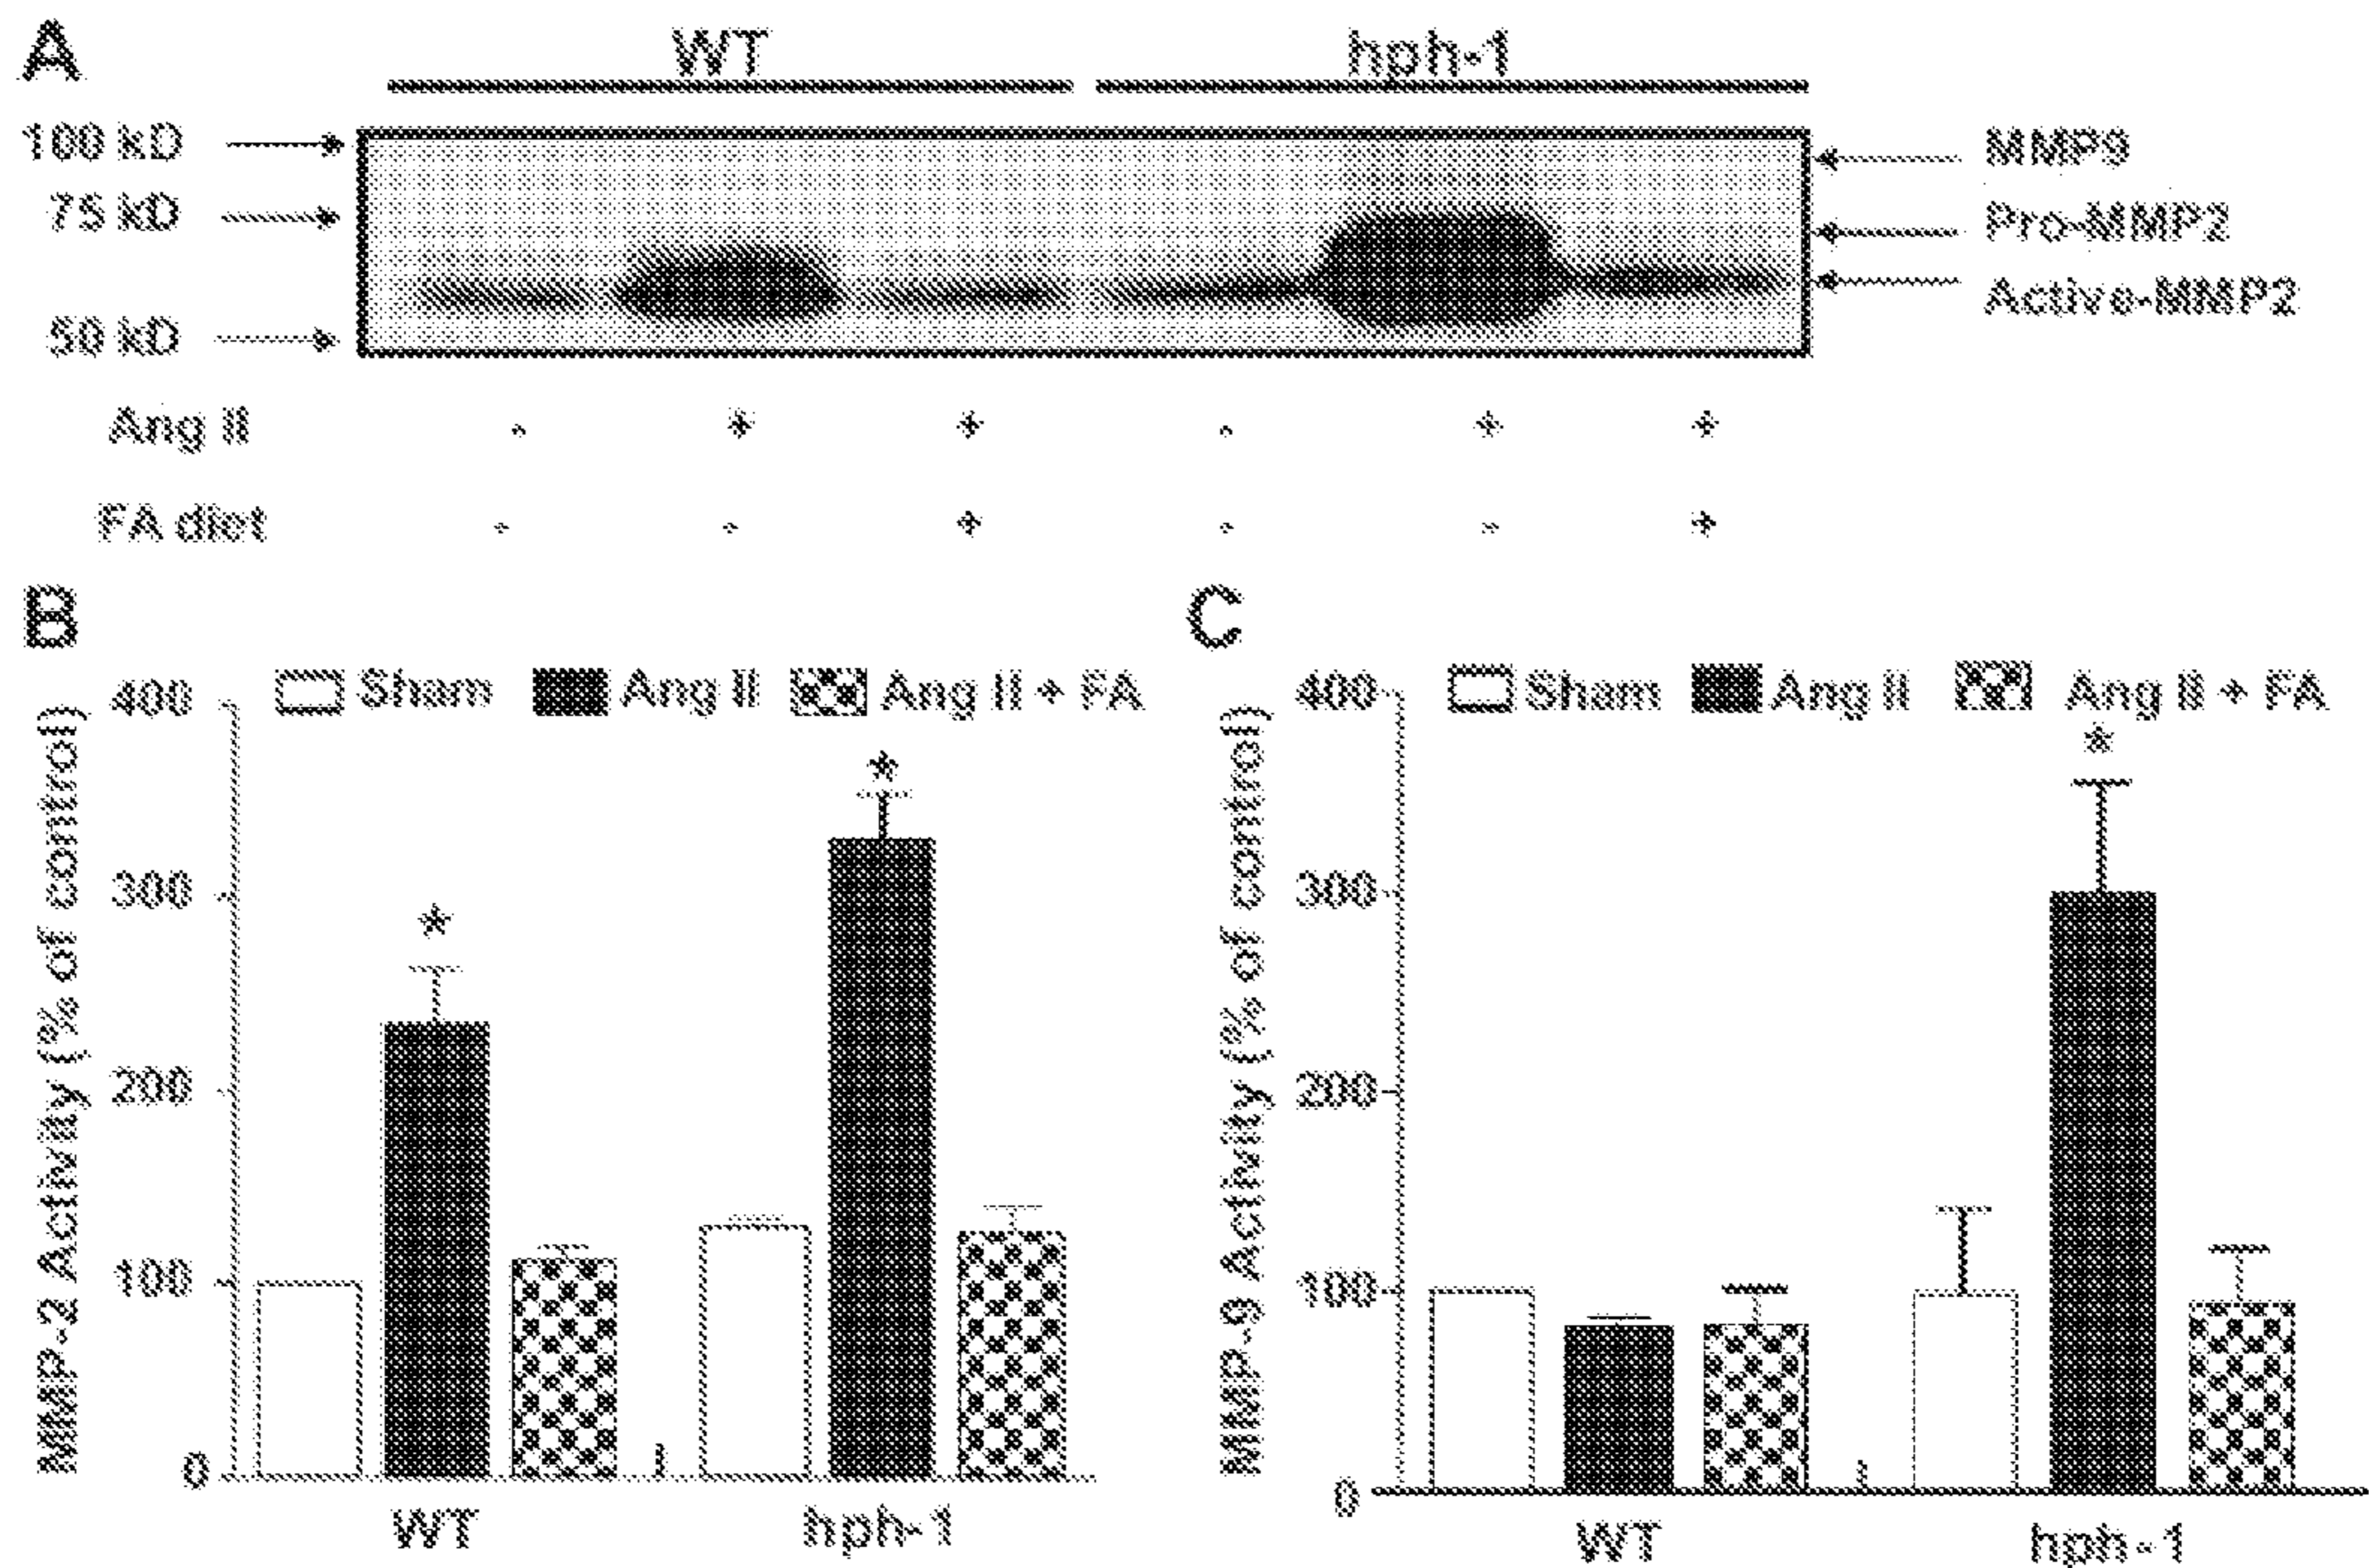 A
WT hph-1
100 kD MMP9
75 kD Pro-MMP2
Active-MMP2
50 kD
Ang II - + + - + +
FA diet - - + - - +
B
Sham Ang II Ang II + FA
MMP-2 Activity (% of control)
400
300
200
100
0
WT hph-1
C
Sham Ang II Ang II + FA
MMP-9 Activity (% of control)
400
300
200
100
0
* * *
WT hph-1